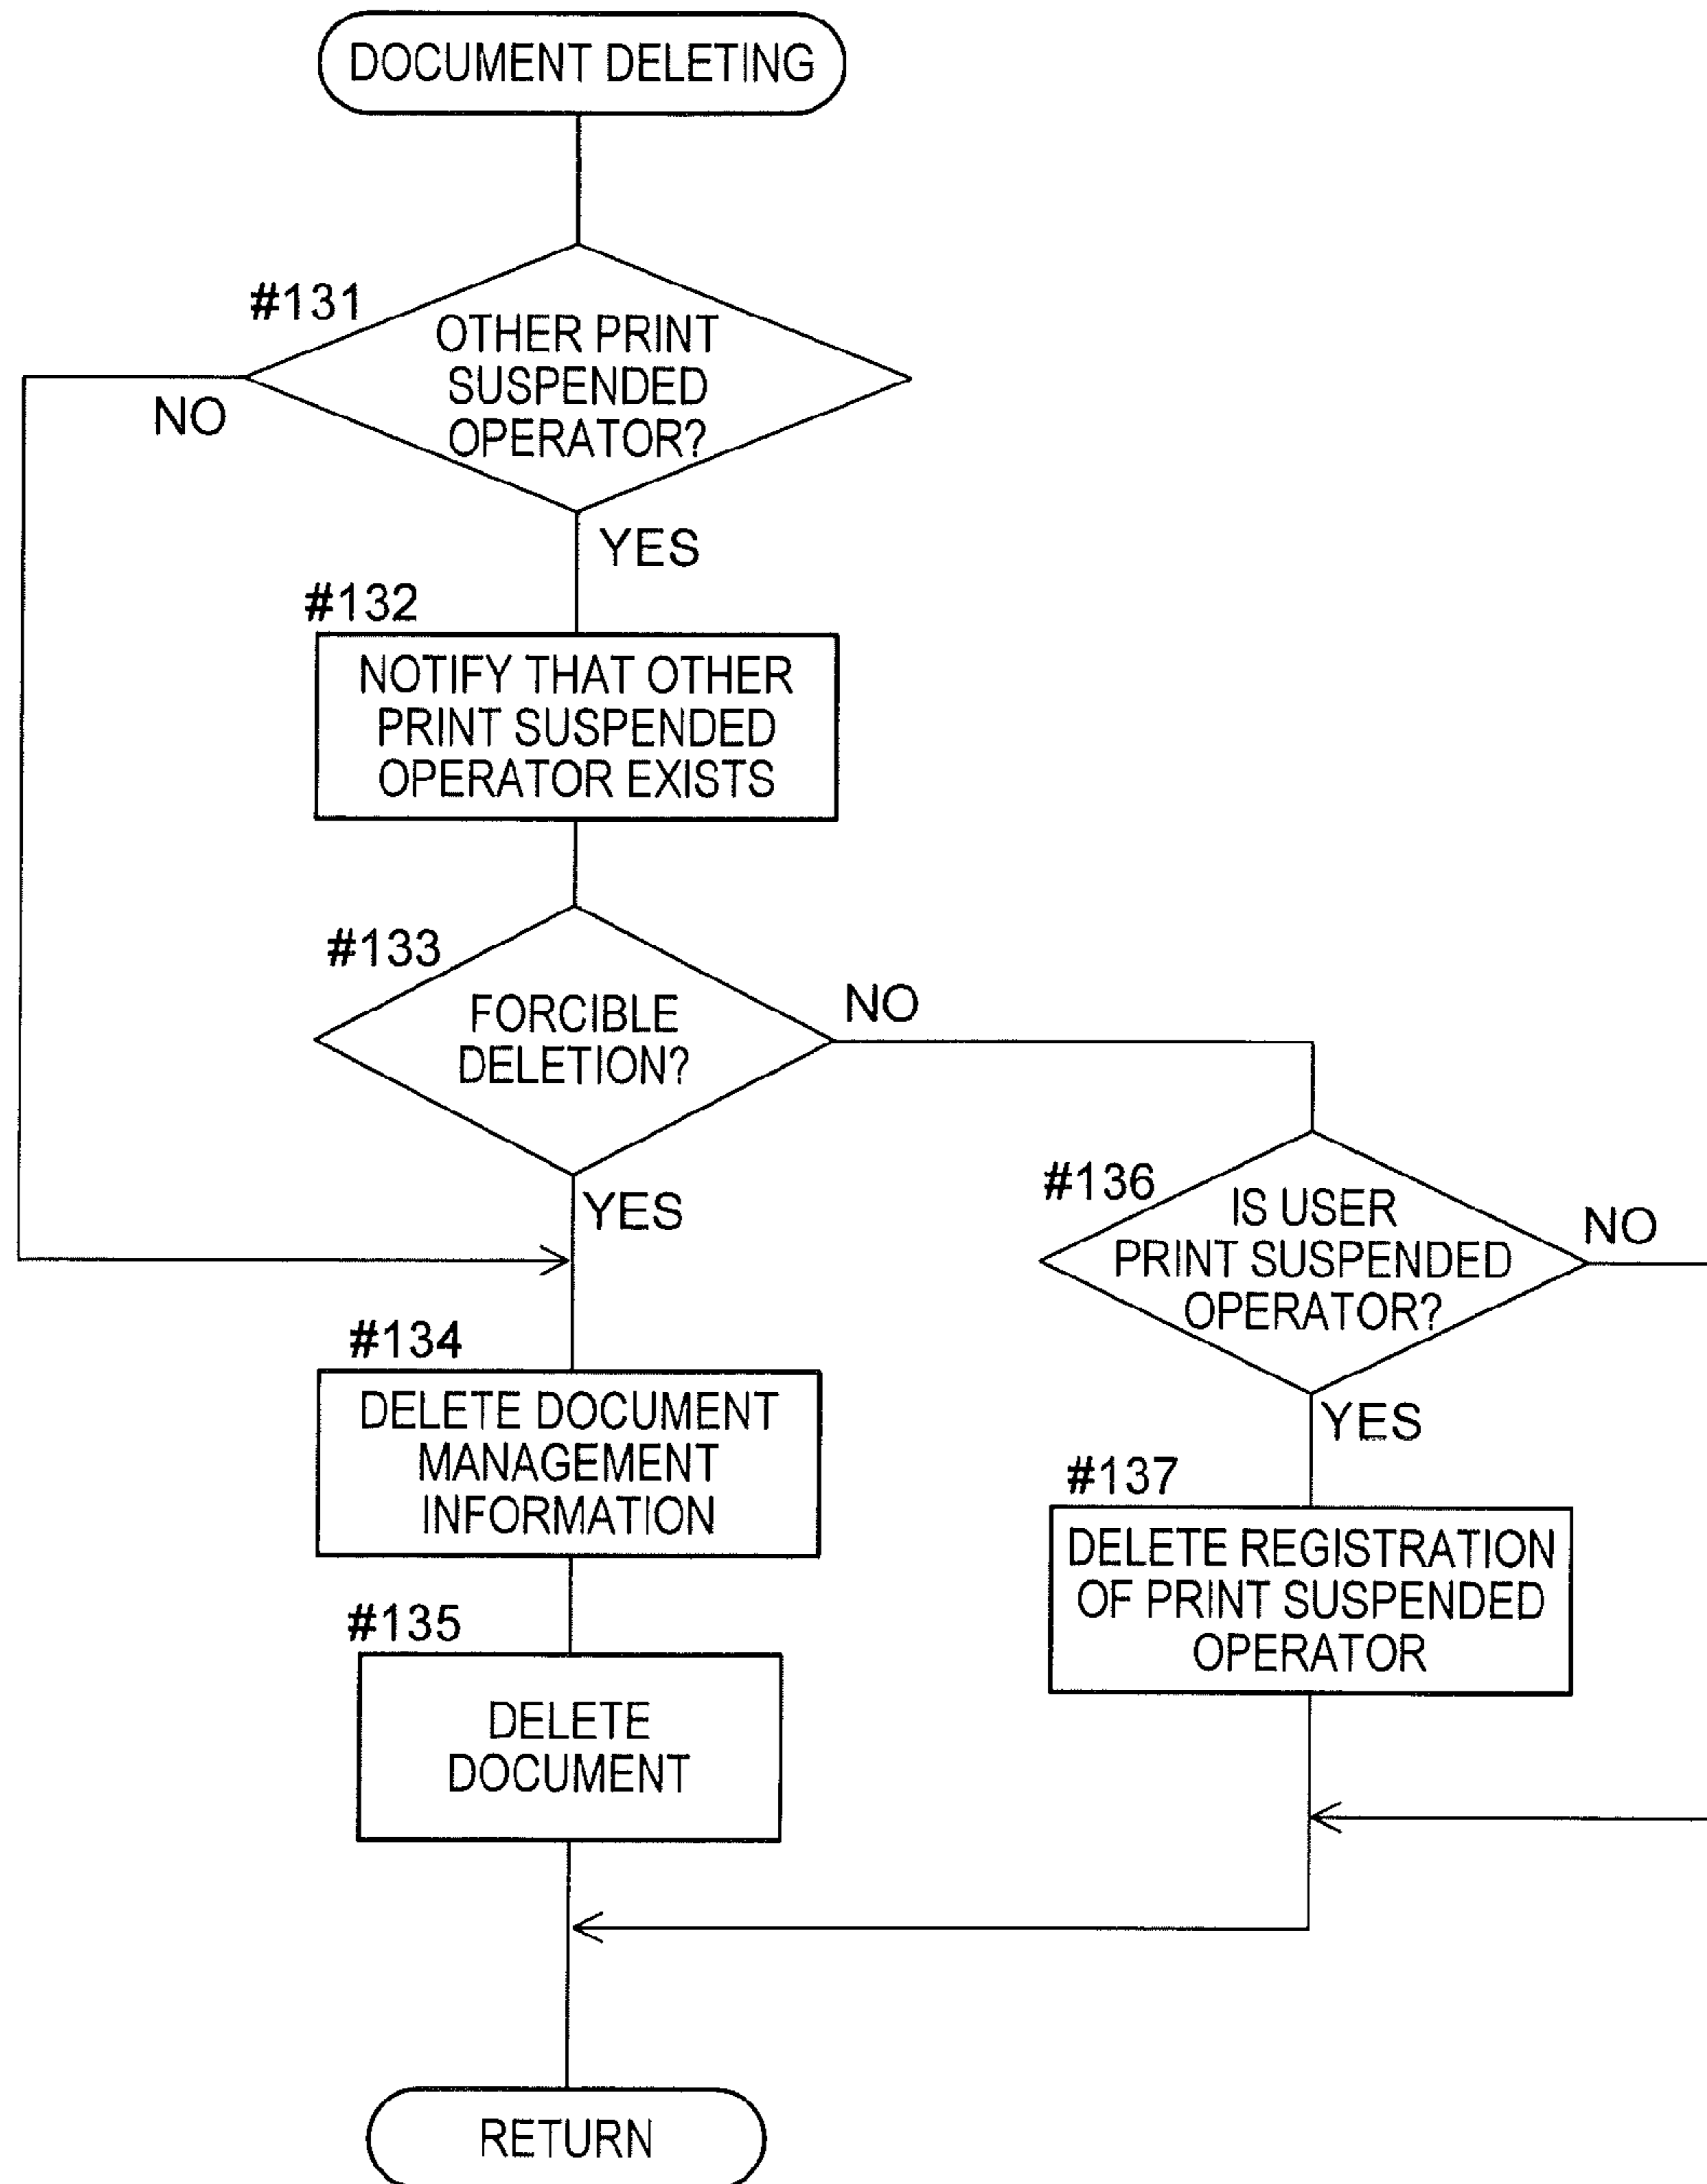 DOCUMENT DELETING
#131
OTHER PRINT
SUSPENDED
OPERATOR?
NO
YES
#132
NOTIFY THAT OTHER
PRINT SUSPENDED
OPERATOR EXISTS
#133
FORCIBLE
DELETION?
NO
YES
#136
IS USER
PRINT SUSPENDED
OPERATOR?
NO
YES
#134
DELETE DOCUMENT
MANAGEMENT
INFORMATION
#137
DELETE REGISTRATION
OF PRINT SUSPENDED
OPERATOR
#135
DELETE
DOCUMENT
RETURN